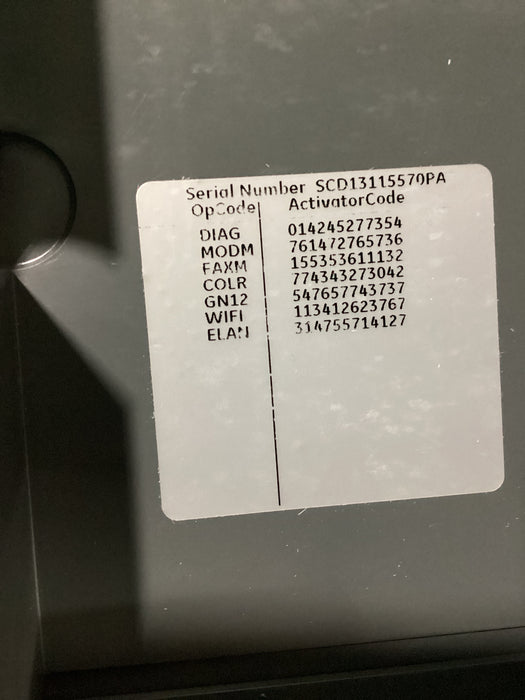 Serial Number SCD13115570PA
OpCode ActivatorCode
DIAG 014245277354
MODM 761472765736
FAXM 155353611132
COLR 774343273042
GN12 547657743737
WIFI 113412623767
ELAN 314755714127